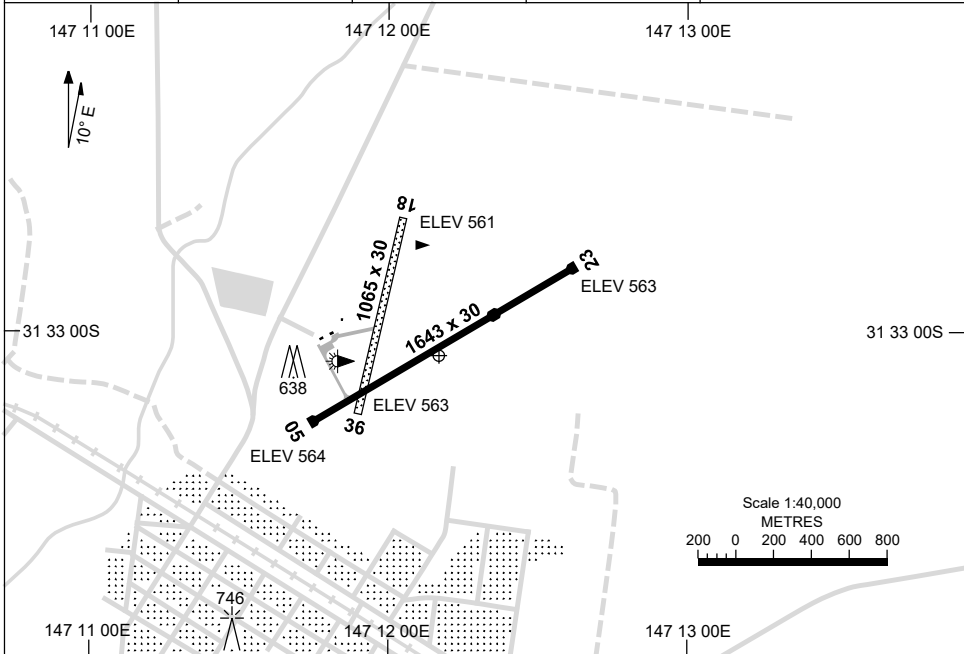 147 11 00E
147 12 00E
147 13 00E
10° E
18
ELEV 561
1065 x 30
23
ELEV 563
1643 x 30
31 33 00S
31 33 00S
638
ELEV 563
36
05
ELEV 564
Scale 1:40,000
METRES
200 0 200 400 600 800
746
147 11 00E
147 12 00E
147 13 00E